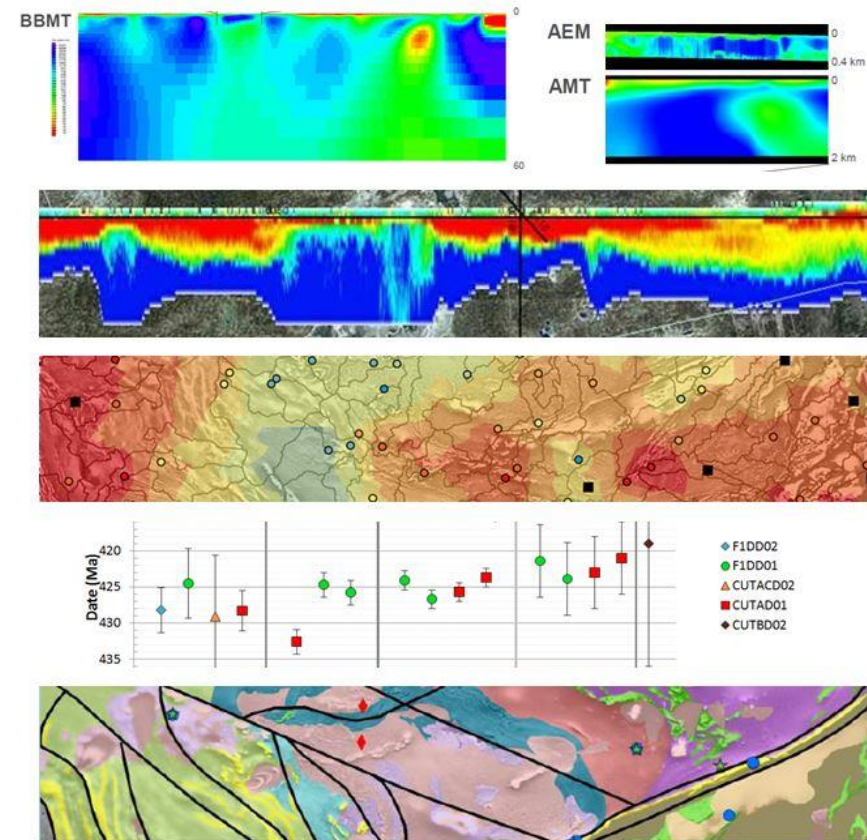 BBMT
0
60
AEM
0
0.4 km
AMT
0
2 km
Date (Ma)
420
425
430
435
F1DD02
F1DD01
CUTACD02
CUTAD01
CUTBD02